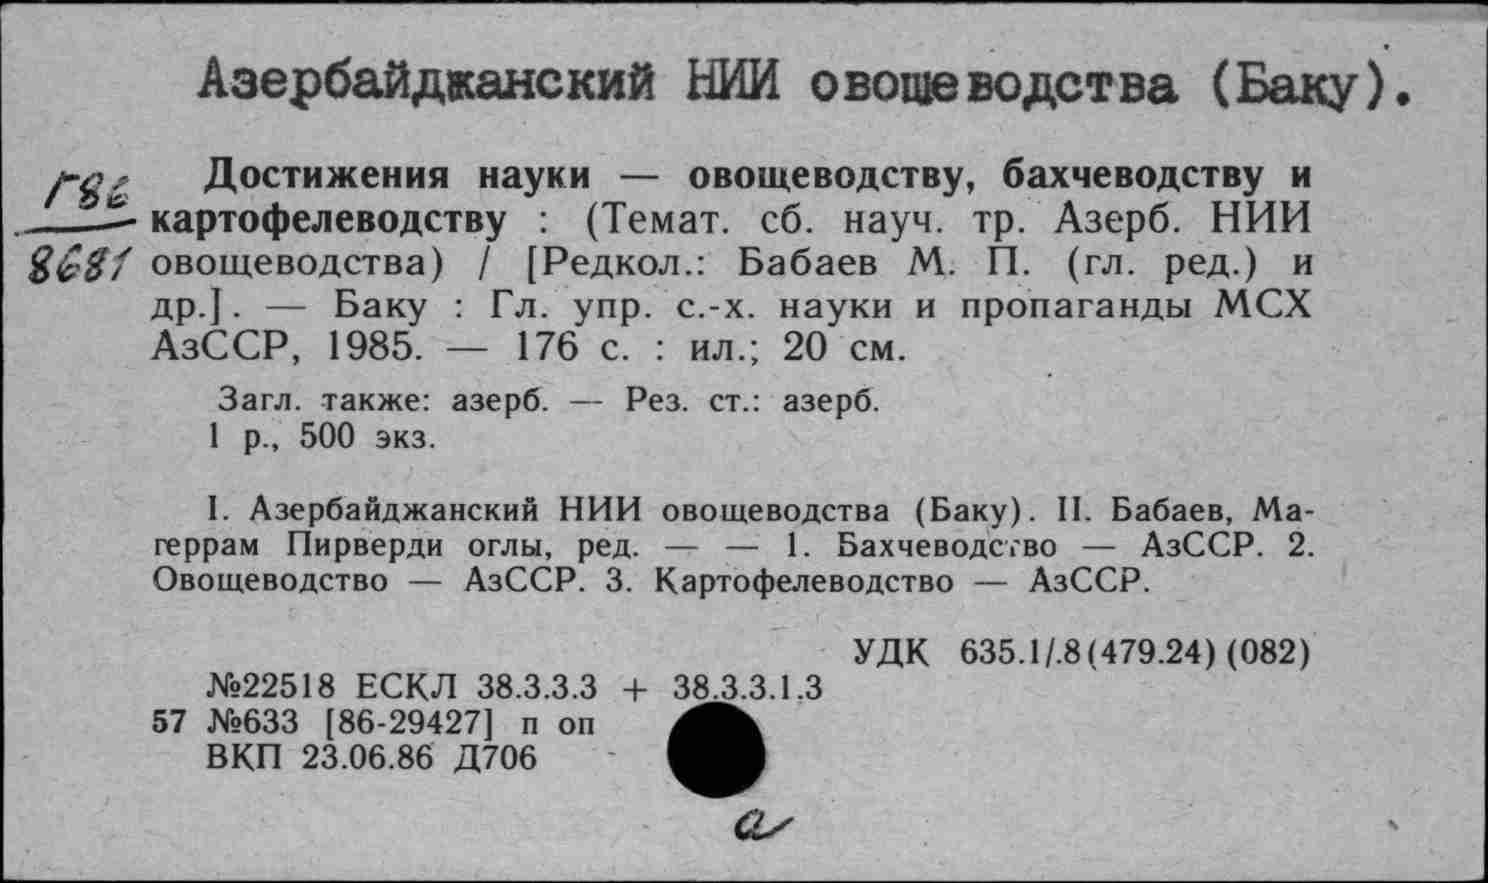 Азербайджанский НИИ овощеводства (Баку).
Г86
8681
Достижения науки — овощеводству, бахчеводству и
картофелеводству : (Темат. сб. науч. тр. Азерб. НИИ
овощеводства) / [Редкол.: Бабаев М. П. (гл. ред.) и
др.]. — Баку : Гл. упр. с.-х. науки и пропаганды МСХ
АзССР, 1985. — 176 с. : ил.; 20 см.
Загл. также: азерб. — Рез. ст.: азерб.
1 р., 500 экз.
I. Азербайджанский НИИ овощеводства (Баку). II. Бабаев, Ма-
геррам Пирверди оглы, ред. — — 1. Бахчеводство — АзССР. 2.
Овощеводство — АзССР. 3. Картофелеводство — АзССР.
УДК 635.1/.8(479.24)(082)
№22518 ЕСКЛ 38.3.3.3 + 38.3.3.1.3
57 №633 [86-29427] п оп
ВКП 23.06.86 Д706
а